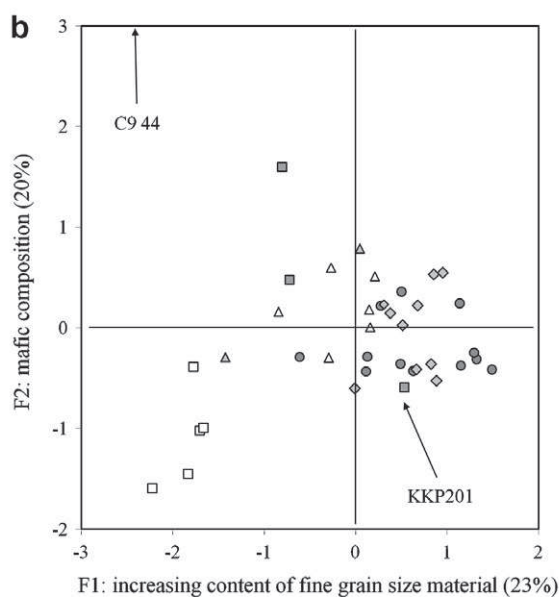 b
3
C9 44
2
1
0
-1
KKP201
-2
-3 -2 -1 0 1 2
F2: mafic composition (20%)
F1: increasing content of fine grain size material (23%)